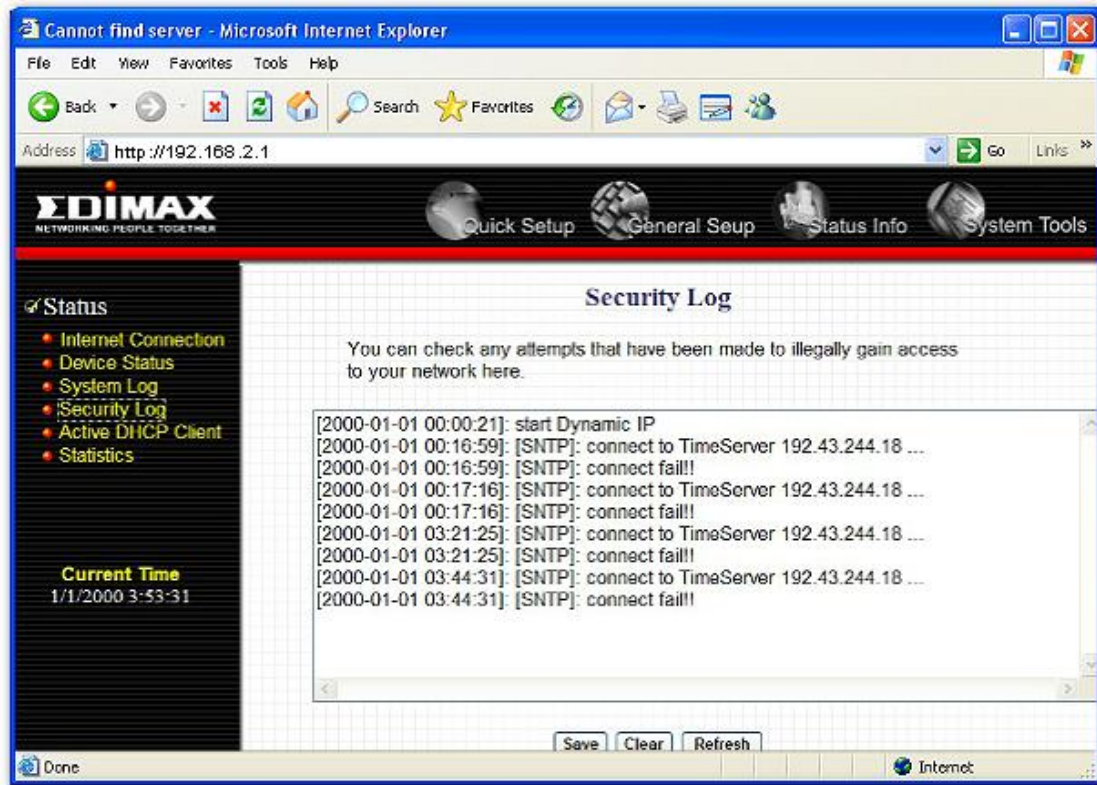 Cannot find server - Microsoft Internet Explorer
File Edit View Favorites Tools Help
Back Search Favorites
Address http://192.168.2.1 Go Links »
EDIMAX
NETWORKING PEOPLE TOGETHER
Quick Setup General Seup Status Info System Tools
Status
Internet Connection
Device Status
System Log
Security Log
Active DHCP Client
Statistics
Current Time
1/1/2000 3:53:31
Security Log
You can check any attempts that have been made to illegally gain access
to your network here.
[2000-01-01 00:00:21]: start Dynamic IP
[2000-01-01 00:16:59]: [SNTP]: connect to TimeServer 192.43.244.18 ...
[2000-01-01 00:16:59]: [SNTP]: connect fail!!
[2000-01-01 00:17:16]: [SNTP]: connect to TimeServer 192.43.244.18 ...
[2000-01-01 00:17:16]: [SNTP]: connect fail!!
[2000-01-01 03:21:25]: [SNTP]: connect to TimeServer 192.43.244.18 ...
[2000-01-01 03:21:25]: [SNTP]: connect fail!!
[2000-01-01 03:44:31]: [SNTP]: connect to TimeServer 192.43.244.18 ...
[2000-01-01 03:44:31]: [SNTP]: connect fail!!
Save Clear Refresh
Done Internet